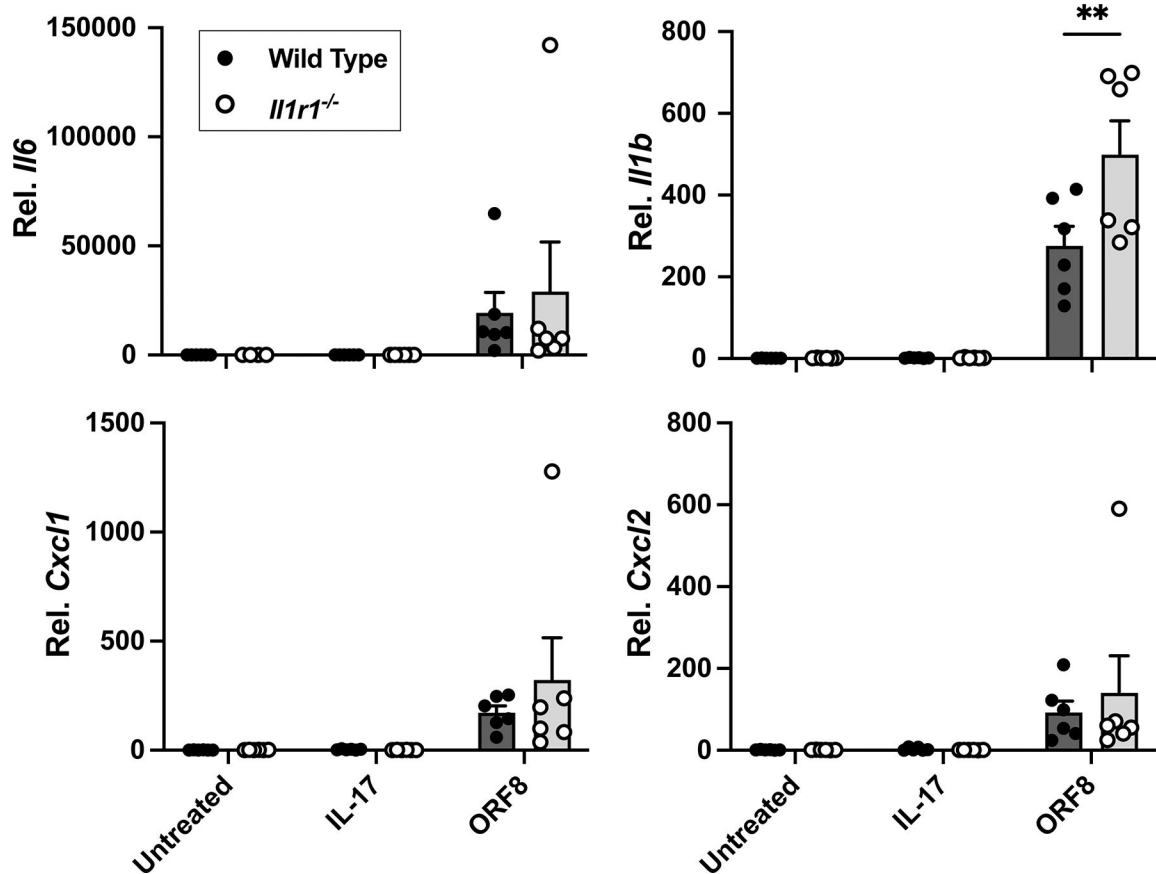 150000
100000
50000
0
Rel. Il6
Wild Type
Il1r1-/-
**
800
600
400
200
0
Rel. Il1b
1500
1000
500
0
Rel. Cxcl1
Untreated
IL-17
ORF8
800
600
400
200
0
Rel. Cxcl2
Untreated
IL-17
ORF8